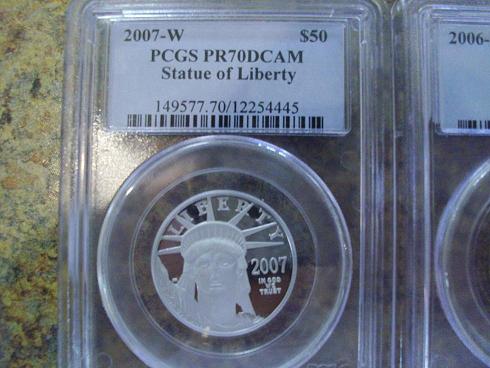 2007-W $50
PCGS PR70DCAM
Statue of Liberty
149577.70/12254445
LIBERTY
2007
IN GOD
WE
TRUST
2006-